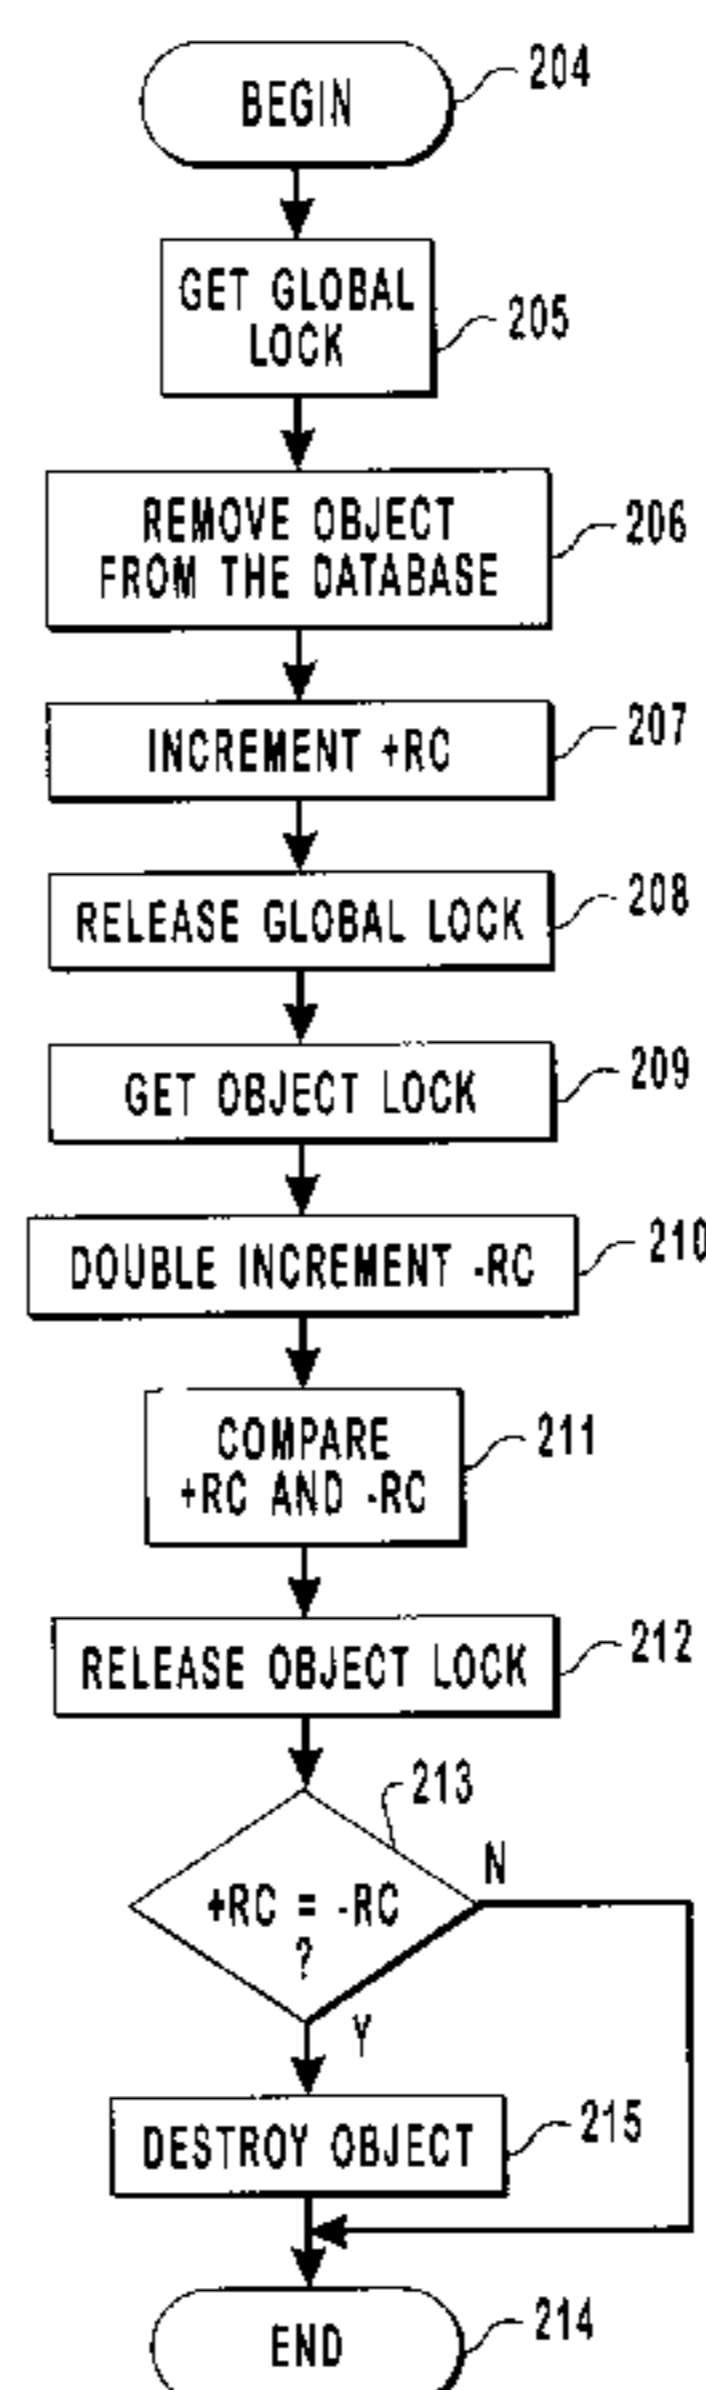 BEGIN
204
GET GLOBAL
LOCK
205
REMOVE OBJECT
FROM THE DATABASE
206
INCREMENT +RC
207
RELEASE GLOBAL LOCK
208
GET OBJECT LOCK
209
DOUBLE INCREMENT -RC
210
COMPARE
+RC AND -RC
211
RELEASE OBJECT LOCK
212
213
+RC = -RC
?
N
Y
DESTROY OBJECT
215
END
214